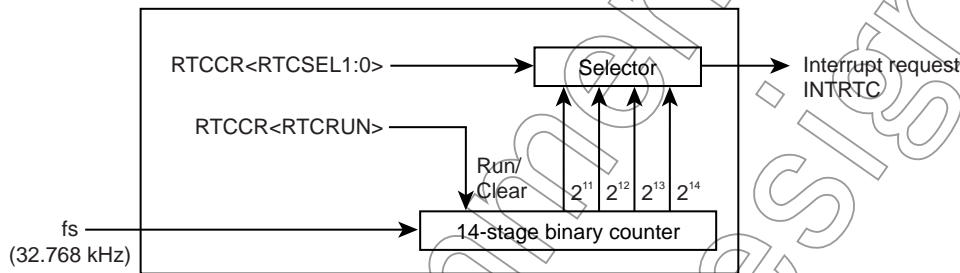 RTCCR<RTCSEL1:0>
Selector
Interrupt request
INTRTC
RTCCR<RTCRUN>
Run/
Clear
2¹¹ 2¹² 2¹³ 2¹⁴
fs
(32.768 kHz)
14-stage binary counter